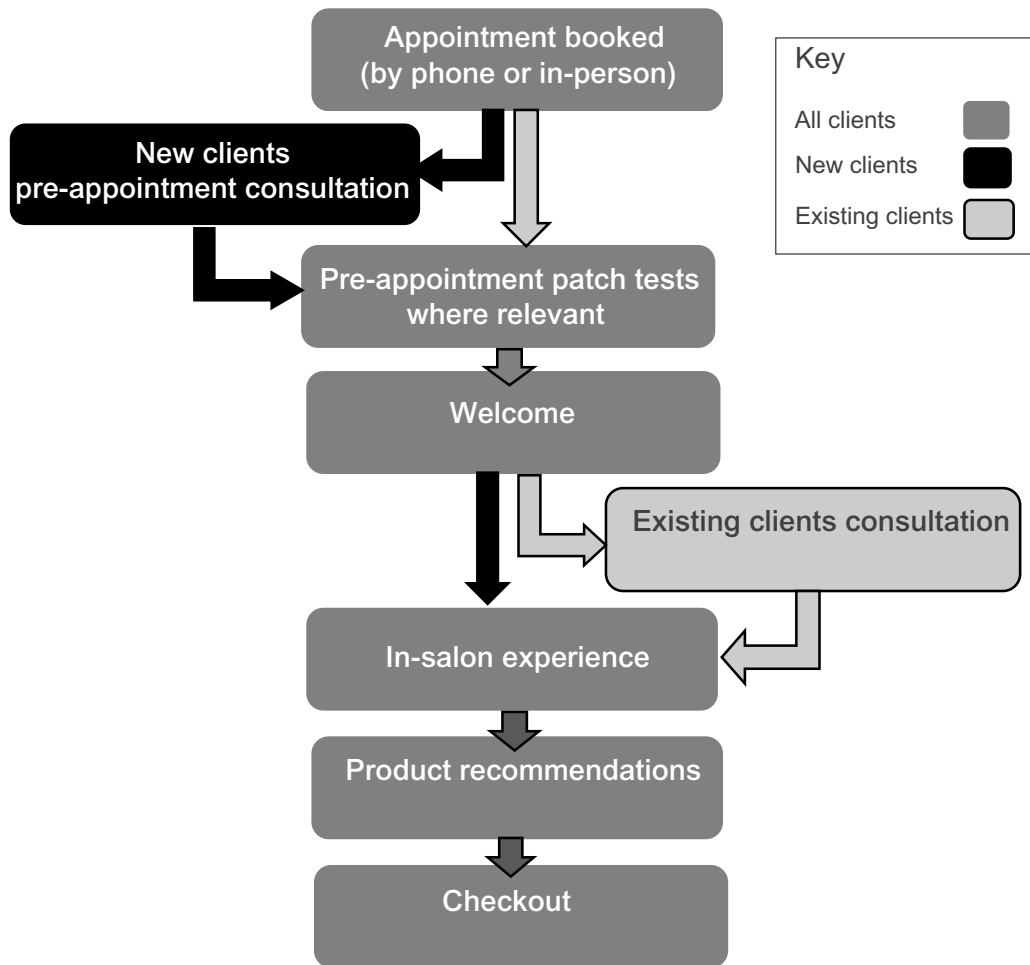 Appointment booked
(by phone or in-person)
Key
All clients
New clients
Existing clients
New clients
pre-appointment consultation
Pre-appointment patch tests
where relevant
Welcome
Existing clients consultation
In-salon experience
Product recommendations
Checkout